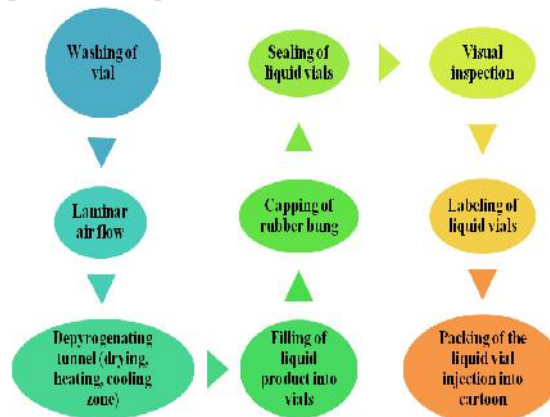 Washing of
vial
Laminar
air flow
Depyrogenating
tunnel (drying,
heating, cooling
zone)
Filling of
liquid
product into
vials
Capping of
rubber bung
Sealing of
liquid vials
Visual
inspection
Labeling of
liquid vials
Packing of the
liquid vial
injection into
cartoon